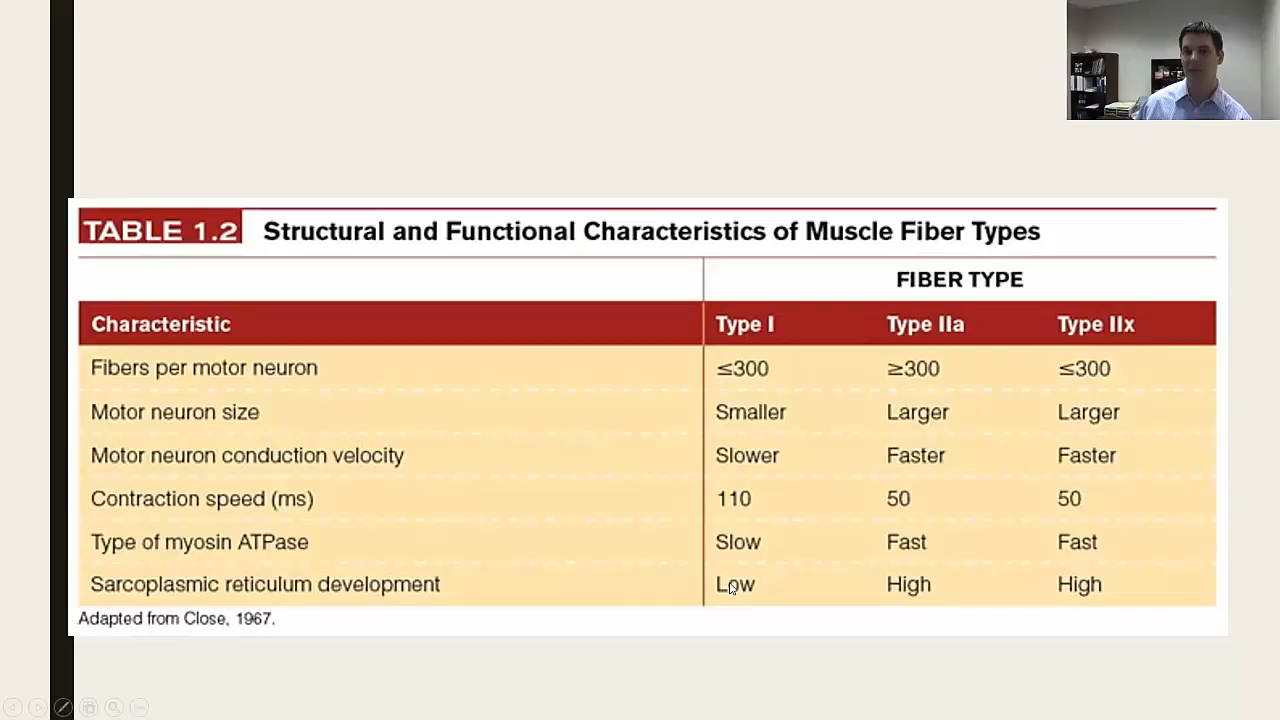 TABLE 1.2 Structural and Functional Characteristics of Muscle Fiber Types
FIBER TYPE
Characteristic Type I Type IIa Type IIx
Fibers per motor neuron ≤300 ≥300 ≤300
Motor neuron size Smaller Larger Larger
Motor neuron conduction velocity Slower Faster Faster
Contraction speed (ms) 110 50 50
Type of myosin ATPase Slow Fast Fast
Sarcoplasmic reticulum development Low High High
Adapted from Close, 1967.